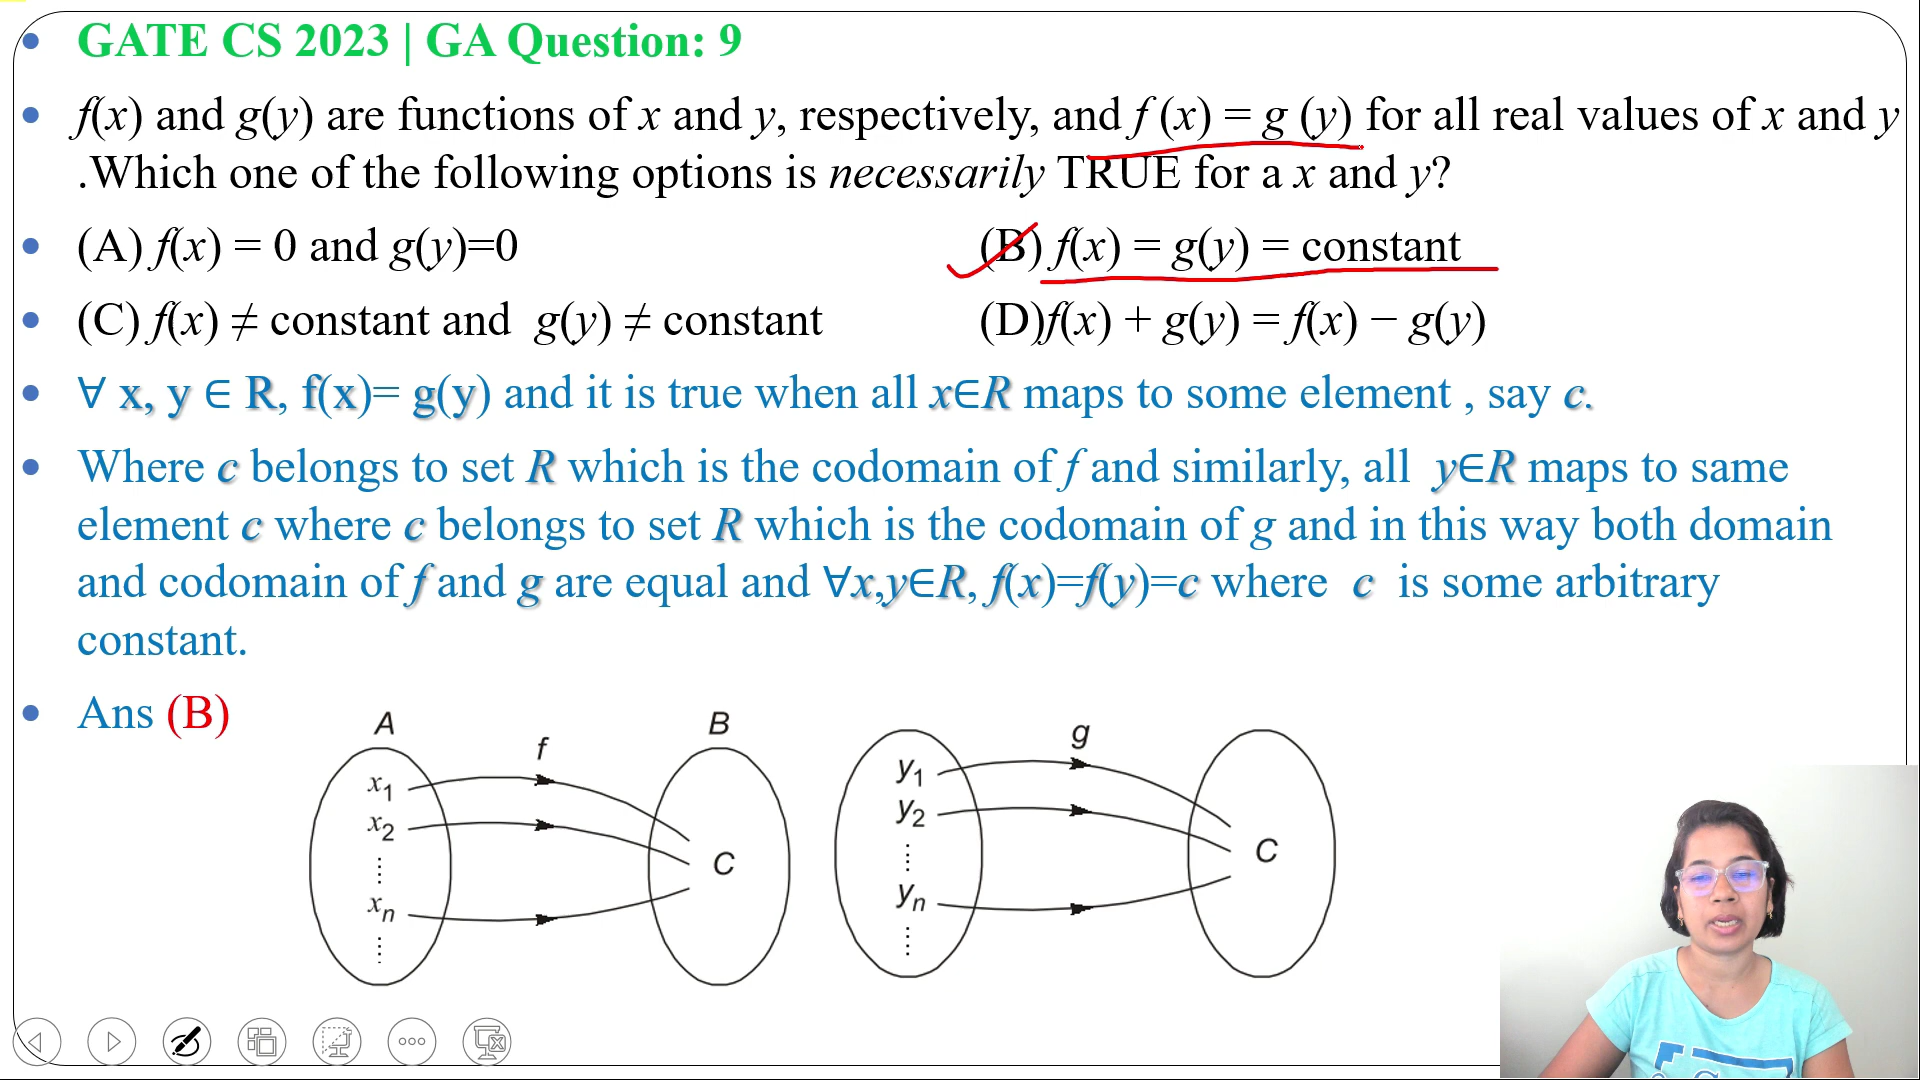 GATE CS 2023 | GA Question: 9
f(x) and g(y) are functions of x and y, respectively, and f (x) = g (y) for all real values of x and y
.Which one of the following options is necessarily TRUE for a x and y?
(A) f(x) = 0 and g(y)=0 (B) f(x) = g(y) = constant
(C) f(x) ≠ constant and g(y) ≠ constant (D)f(x) + g(y) = f(x) − g(y)
∀ x, y ∈ R, f(x)= g(y) and it is true when all x∈R maps to some element , say c.
Where c belongs to set R which is the codomain of f and similarly, all y∈R maps to same
element c where c belongs to set R which is the codomain of g and in this way both domain
and codomain of f and g are equal and ∀x,y∈R, f(x)=f(y)=c where c is some arbitrary
constant.
Ans (B)
A f B g
x1 y1
x2 y2
C C
xn yn